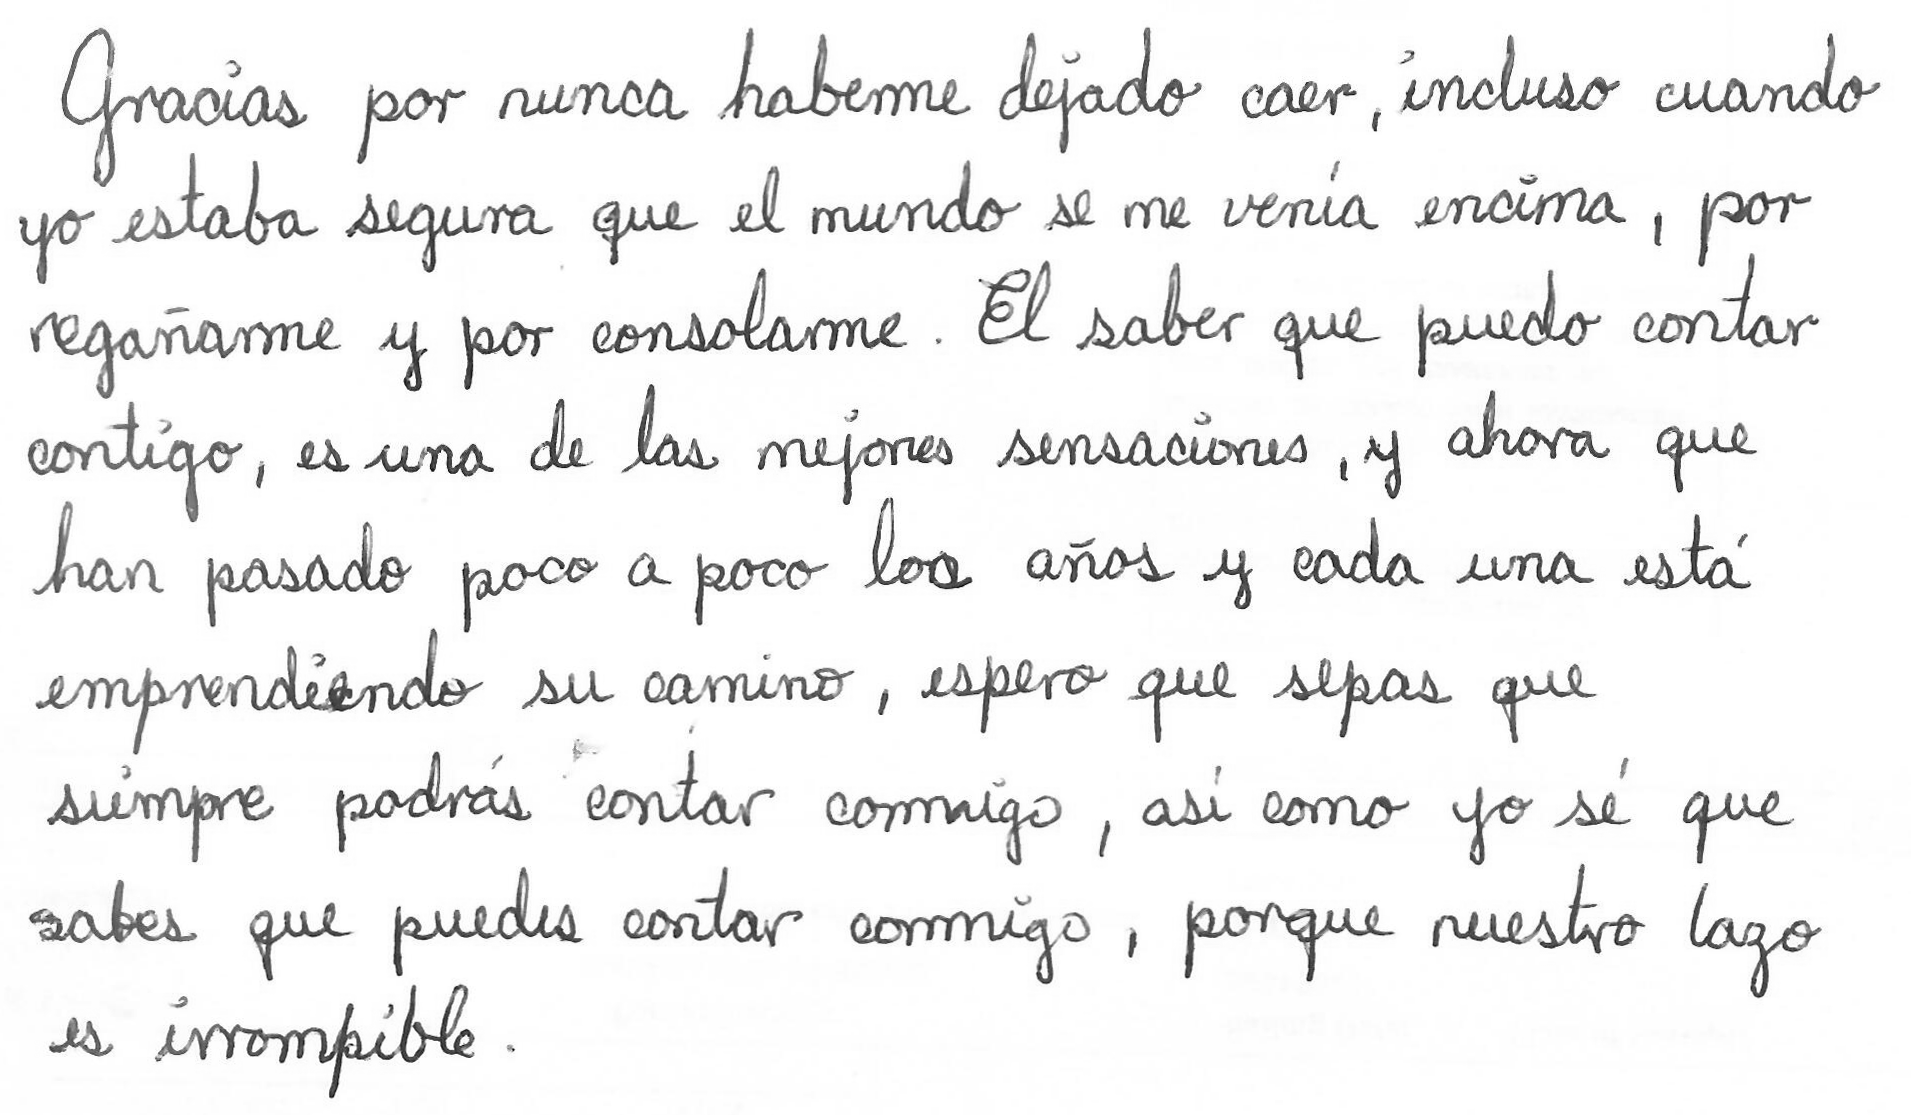 Gracias por nunca haberme dejado caer, incluso cuando
yo estaba segura que el mundo se me venía encima, por
regañarme y por consolarme. El saber que puedo contar
contigo, es una de las mejores sensaciones, y ahora que
han pasado poco a poco los años y cada una está
emprendiendo su camino, espero que sepas que
siempre podrás contar conmigo, así como yo sé que
sabes que puedes contar conmigo, porque nuestro lazo
es irrompible.